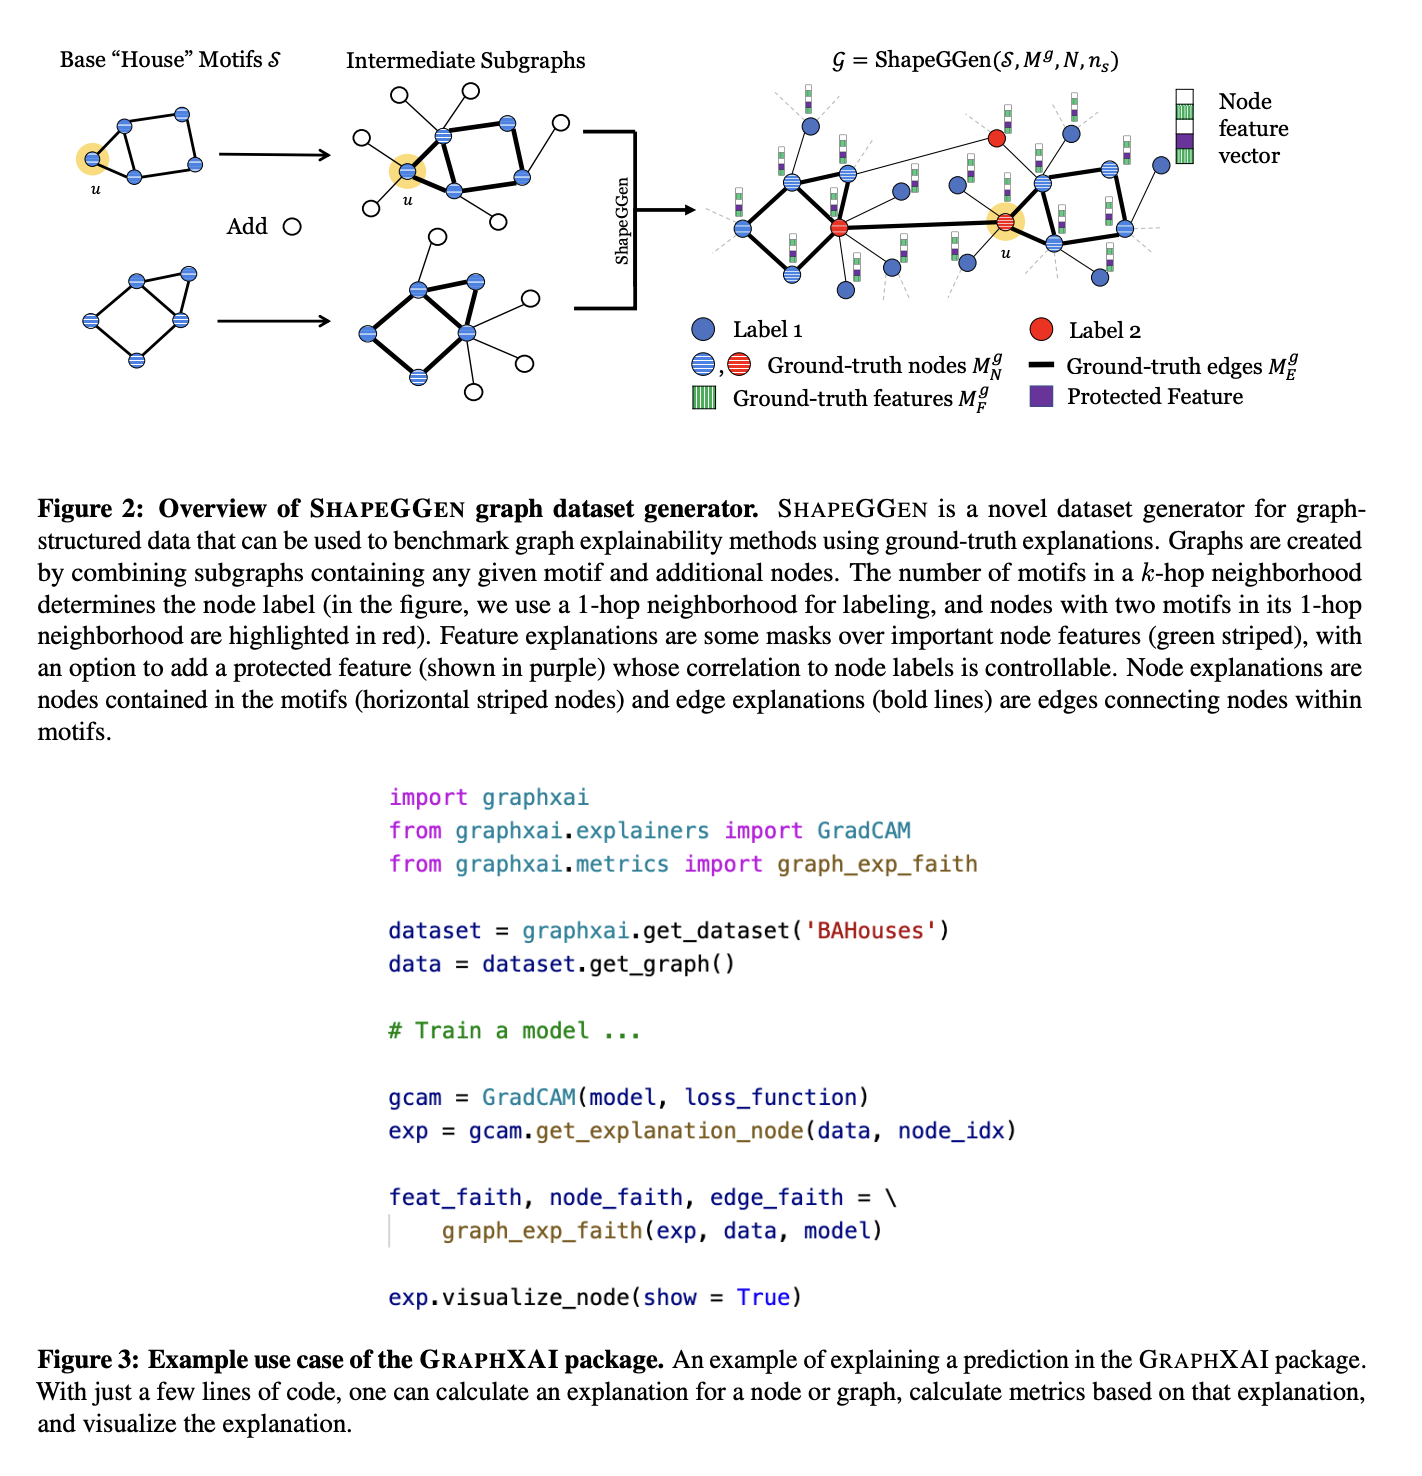 Base “House” Motifs 𝒮
Intermediate Subgraphs
𝒢 = ShapeGGen(𝒮, M^g, N, n_s)
u
u
Add
ShapeGGen
u
Node
feature
vector
Label 1
Label 2
, Ground-truth nodes M_N^g
Ground-truth edges M_E^g
Ground-truth features M_F^g
Protected Feature
Figure 2: Overview of SHAPEGGEN graph dataset generator. SHAPEGGEN is a novel dataset generator for graph-
structured data that can be used to benchmark graph explainability methods using ground-truth explanations. Graphs are created
by combining subgraphs containing any given motif and additional nodes. The number of motifs in a k-hop neighborhood
determines the node label (in the figure, we use a 1-hop neighborhood for labeling, and nodes with two motifs in its 1-hop
neighborhood are highlighted in red). Feature explanations are some masks over important node features (green striped), with
an option to add a protected feature (shown in purple) whose correlation to node labels is controllable. Node explanations are
nodes contained in the motifs (horizontal striped nodes) and edge explanations (bold lines) are edges connecting nodes within
motifs.
import graphxai
from graphxai.explainers import GradCAM
from graphxai.metrics import graph_exp_faith
dataset = graphxai.get_dataset('BAHouses')
data = dataset.get_graph()
# Train a model ...
gcam = GradCAM(model, loss_function)
exp = gcam.get_explanation_node(data, node_idx)
feat_faith, node_faith, edge_faith = \
graph_exp_faith(exp, data, model)
exp.visualize_node(show = True)
Figure 3: Example use case of the GRAPHXAI package. An example of explaining a prediction in the GRAPHXAI package.
With just a few lines of code, one can calculate an explanation for a node or graph, calculate metrics based on that explanation,
and visualize the explanation.